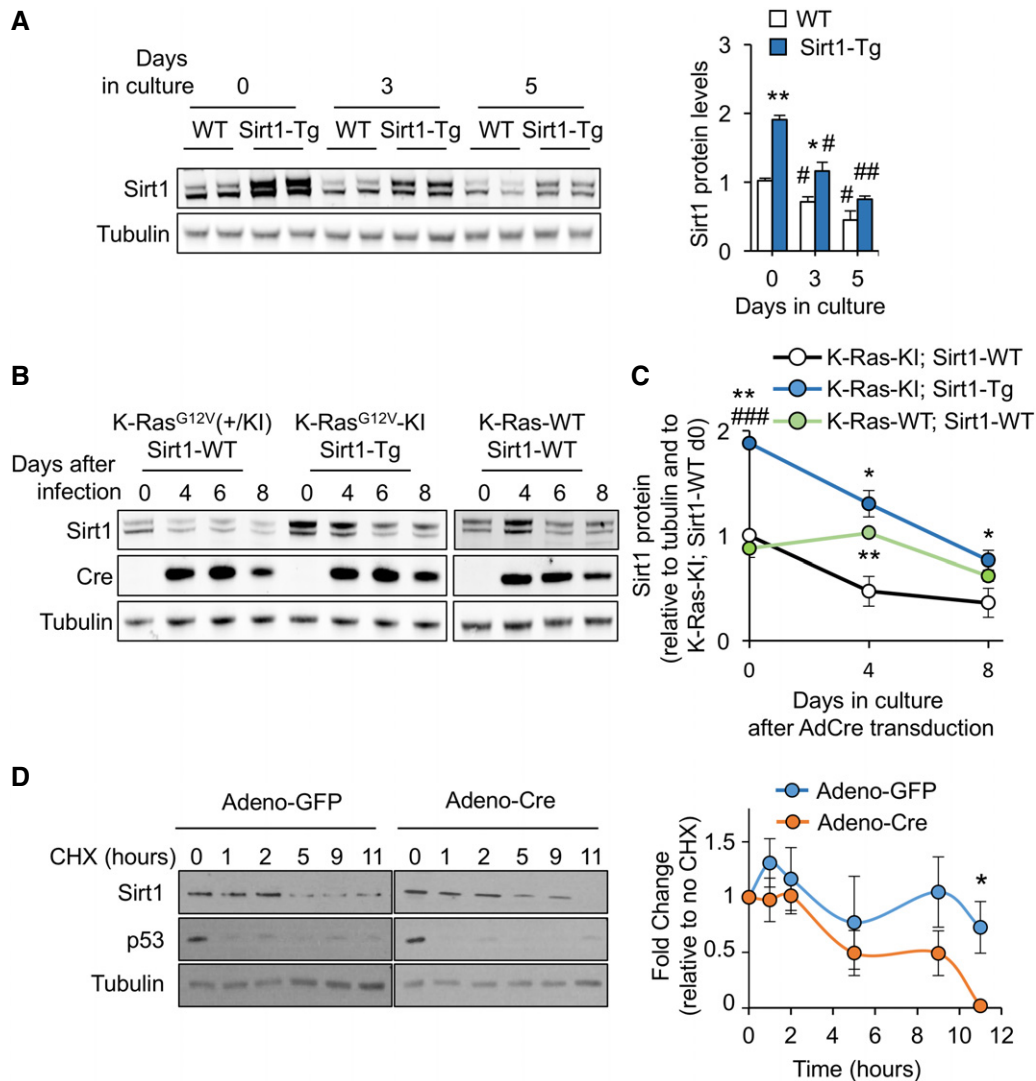 A
Days
in culture
0 3 5
WT Sirt1-Tg WT Sirt1-Tg WT Sirt1-Tg
Sirt1
Tubulin
WT
Sirt1-Tg
Sirt1 protein levels
3
2
1
0
**
# * #
# ##
0 3 5
Days in culture
B
K-Ras^G12V(+/KI) K-Ras^G12V-KI K-Ras-WT
Sirt1-WT Sirt1-Tg Sirt1-WT
Days after
infection
0 4 6 8 0 4 6 8 0 4 6 8
Sirt1
Cre
Tubulin
C
K-Ras-KI; Sirt1-WT
K-Ras-KI; Sirt1-Tg
K-Ras-WT; Sirt1-WT
Sirt1 protein
(relative to tubulin and to
K-Ras-KI; Sirt1-WT d0)
**
###
2
*
1
**
*
0
0 4 8
Days in culture
after AdCre transduction
D
Adeno-GFP Adeno-Cre
CHX (hours) 0 1 2 5 9 11 0 1 2 5 9 11
Sirt1
p53
Tubulin
Adeno-GFP
Adeno-Cre
Fold Change
(relative to no CHX)
1.5
1
0.5
0
*
0 2 4 6 8 10 12
Time (hours)